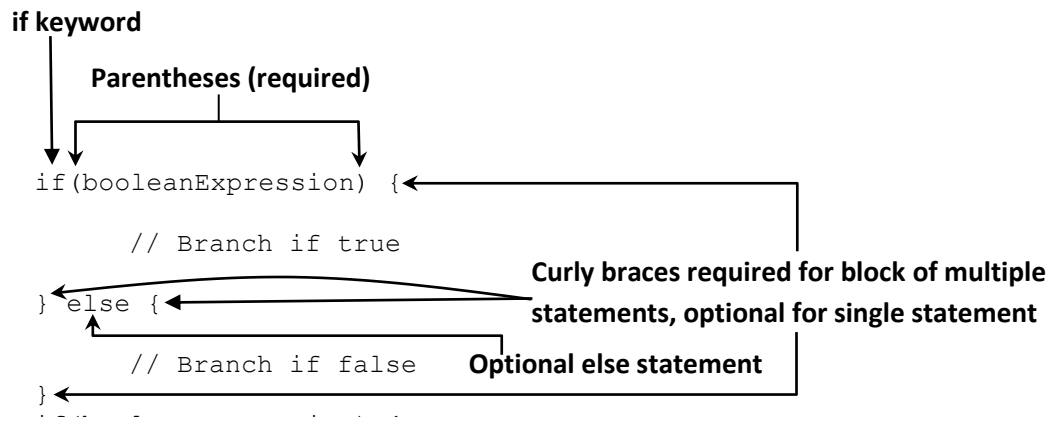 if keyword
Parentheses (required)
if(booleanExpression) {
// Branch if true
Curly braces required for block of multiple
} else {
statements, optional for single statement
// Branch if false
Optional else statement
}